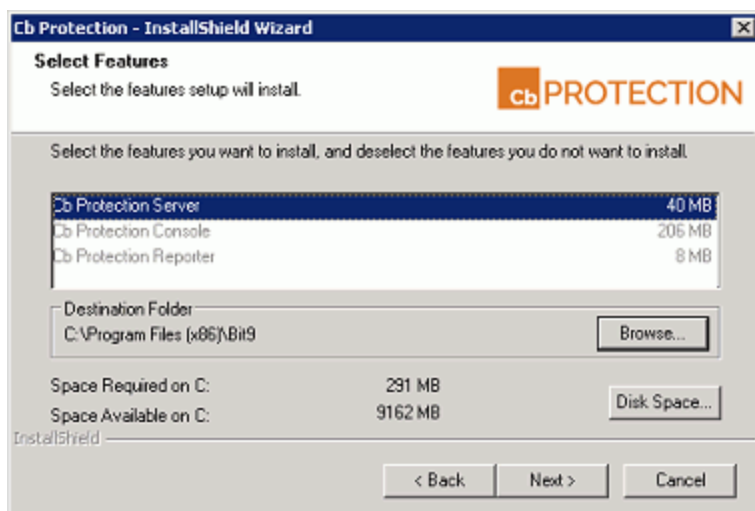 Cb Protection - InstallShield Wizard
Select Features
Select the features setup will install.
Cb PROTECTION
Select the features you want to install, and deselect the features you do not want to install.
Cb Protection Server 40 MB
Cb Protection Console 206 MB
Cb Protection Reporter 8 MB
Destination Folder
C:\Program Files (x86)\Bit9
Browse...
Space Required on C: 291 MB
Space Available on C: 9162 MB
Disk Space...
InstallShield
< Back Next > Cancel